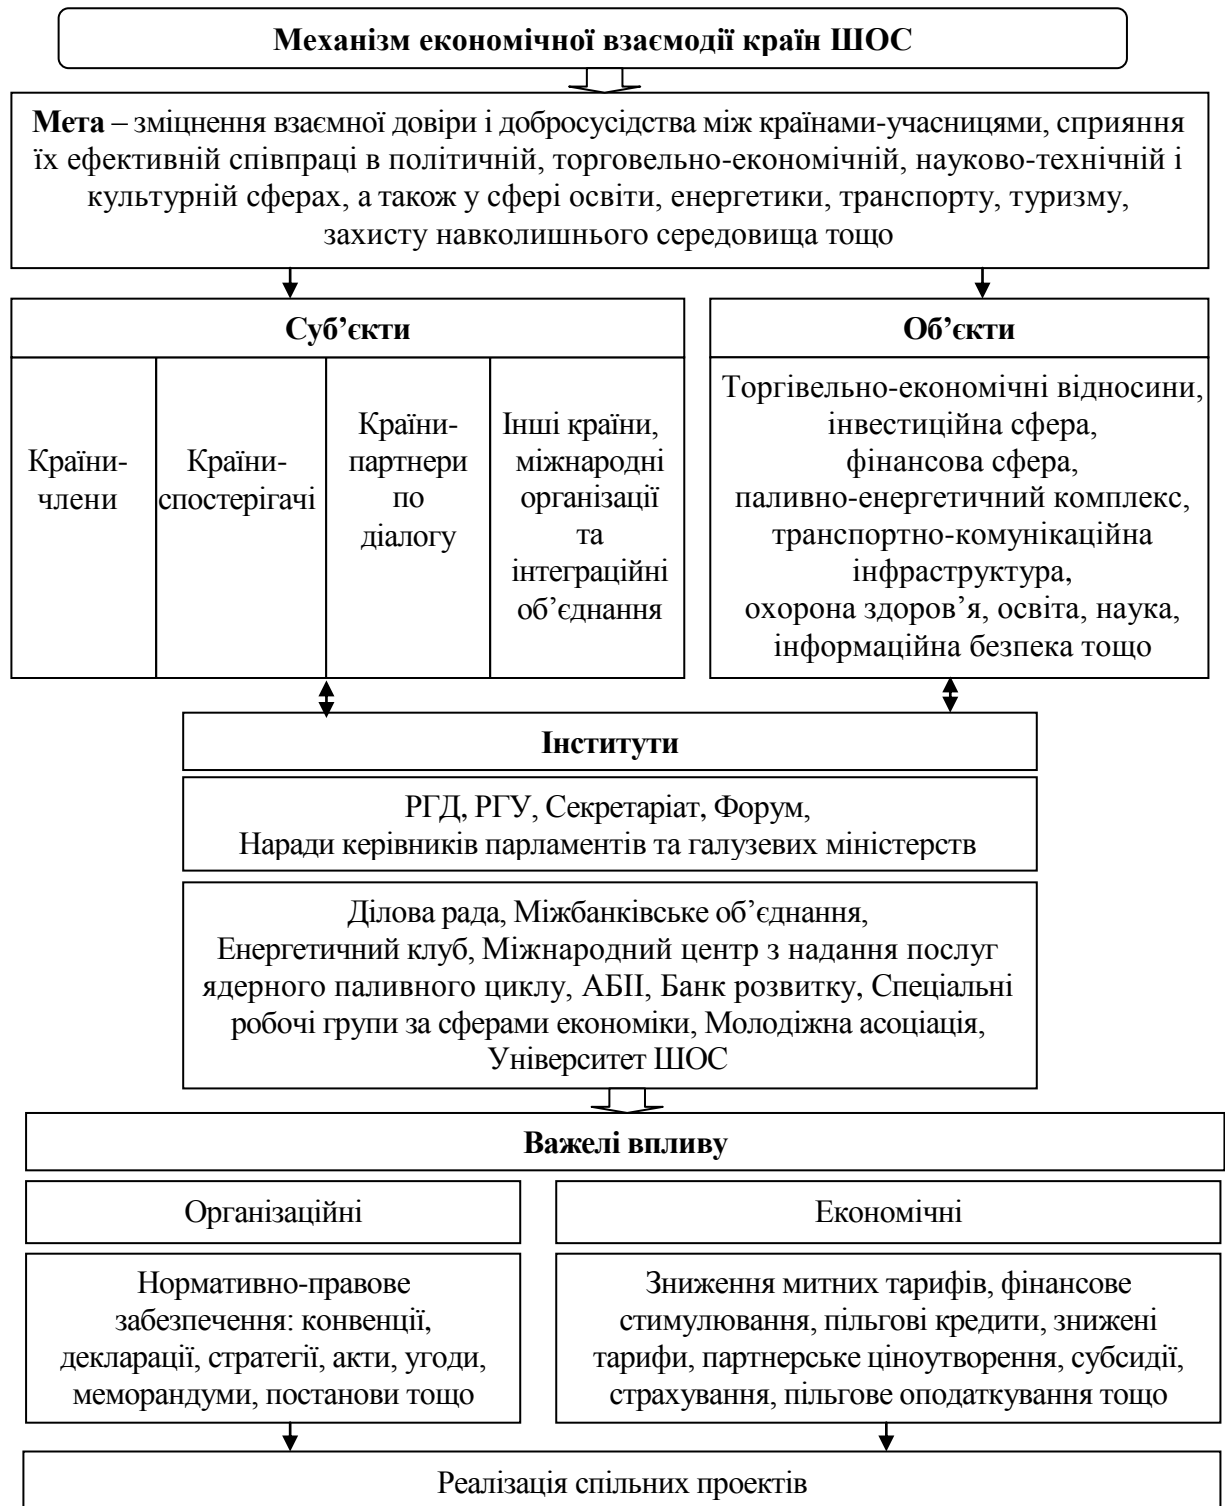 Механізм економічної взаємодії країн ШОС
Мета – зміцнення взаємної довіри і добросусідства між країнами-учасницями, сприяння
їх ефективній співпраці в політичній, торговельно-економічній, науково-технічній і
культурній сферах, а також у сфері освіти, енергетики, транспорту, туризму,
захисту навколишнього середовища тощо
Суб’єкти
Країни-
члени
Країни-
спостерігачі
Країни-
партнери
по
діалогу
Інші країни,
міжнародні
організації
та
інтеграційні
об’єднання
Об’єкти
Торгівельно-економічні відносини,
інвестиційна сфера,
фінансова сфера,
паливно-енергетичний комплекс,
транспортно-комунікаційна
інфраструктура,
охорона здоров’я, освіта, наука,
інформаційна безпека тощо
Інститути
РГД, РГУ, Секретаріат, Форум,
Наради керівників парламентів та галузевих міністерств
Ділова рада, Міжбанківське об’єднання,
Енергетичний клуб, Міжнародний центр з надання послуг
ядерного паливного циклу, АБІІ, Банк розвитку, Спеціальні
робочі групи за сферами економіки, Молодіжна асоціація,
Університет ШОС
Важелі впливу
Організаційні
Нормативно-правове
забезпечення: конвенції,
декларації, стратегії, акти, угоди,
меморандуми, постанови тощо
Економічні
Зниження митних тарифів, фінансове
стимулювання, пільгові кредити, знижені
тарифи, партнерське ціноутворення, субсидії,
страхування, пільгове оподаткування тощо
Реалізація спільних проектів